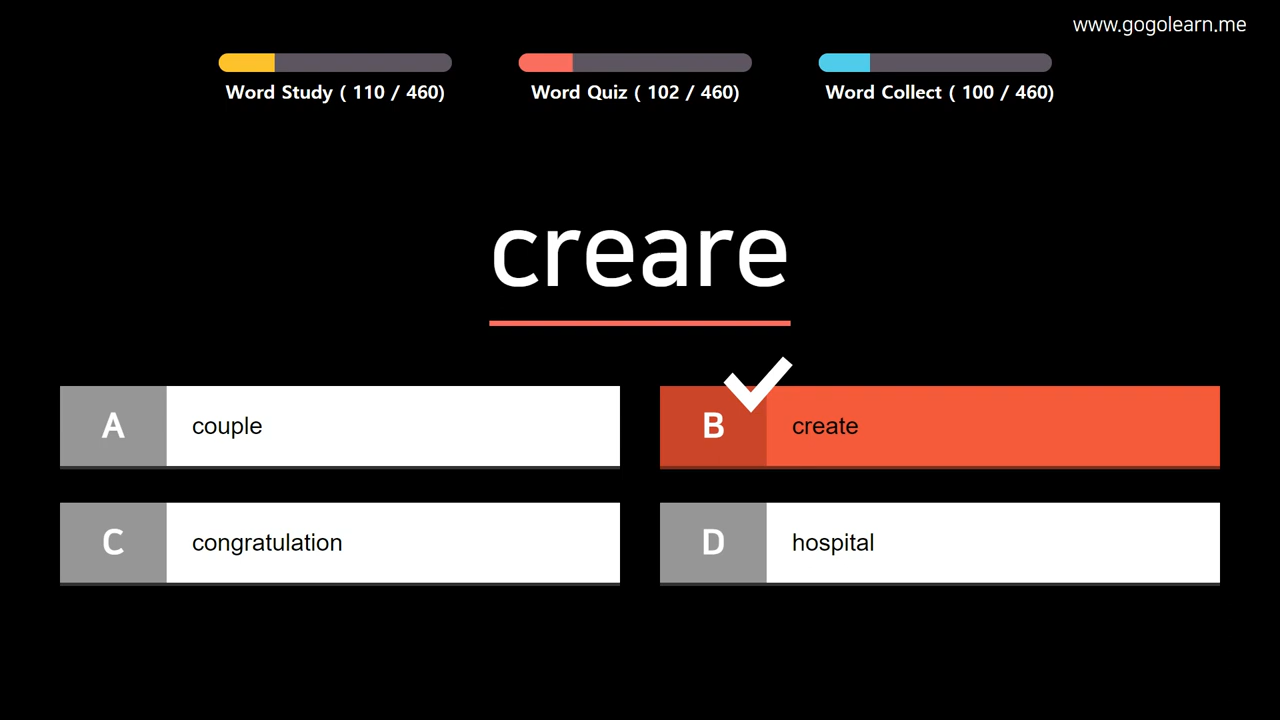 www.gogolearn.me
Word Study ( 110 / 460)
Word Quiz ( 102 / 460)
Word Collect ( 100 / 460)
creare
A couple
B create
C congratulation
D hospital